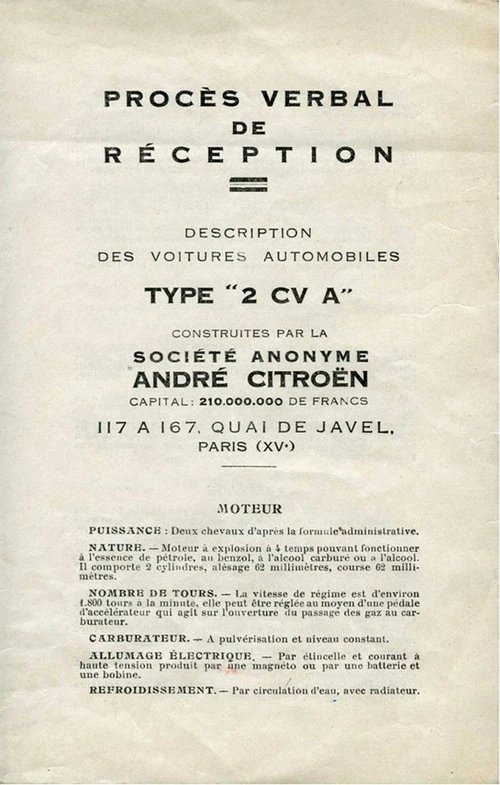 PROCÈS VERBAL
DE
RÉCEPTION
DESCRIPTION
DES VOITURES AUTOMOBILES
TYPE "2 CV A"
CONSTRUITES PAR LA
SOCIÉTÉ ANONYME
ANDRÉ CITROËN
CAPITAL: 210.000.000 DE FRANCS
117 A 167, QUAI DE JAVEL,
PARIS (XVe)
MOTEUR
PUISSANCE : Deux chevaux d'après la formule administrative.
NATURE. — Moteur à explosion à 4 temps pouvant fonctionner
à l'essence de pétrole, au benzol, à l'alcool carburé ou a l'alcool.
Il comporte 2 cylindres, alésage 62 millimètres, course 62 milli-
mètres.
NOMBRE DE TOURS. — La vitesse de régime est d'environ
1.800 tours à la minute, elle peut être réglée au moyen d'une pédale
d'accélérateur qui agit sur l'ouverture du passage des gaz au car-
burateur.
CARBURATEUR. — A pulvérisation et niveau constant.
ALLUMAGE ÉLECTRIQUE. — Par étincelle et courant à
haute tension produit par une magnéto ou par une batterie et
une bobine.
REFROIDISSEMENT. — Par circulation d'eau, avec radiateur.